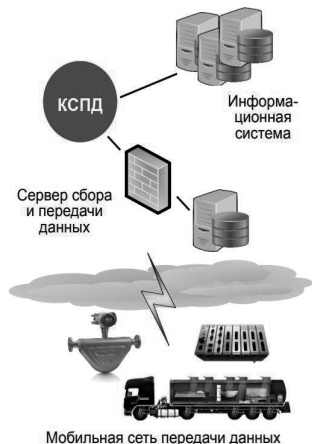 КСПД
Информа-
ционная
система
Сервер сбора
и передачи
данных
Мобильная сеть передачи данных